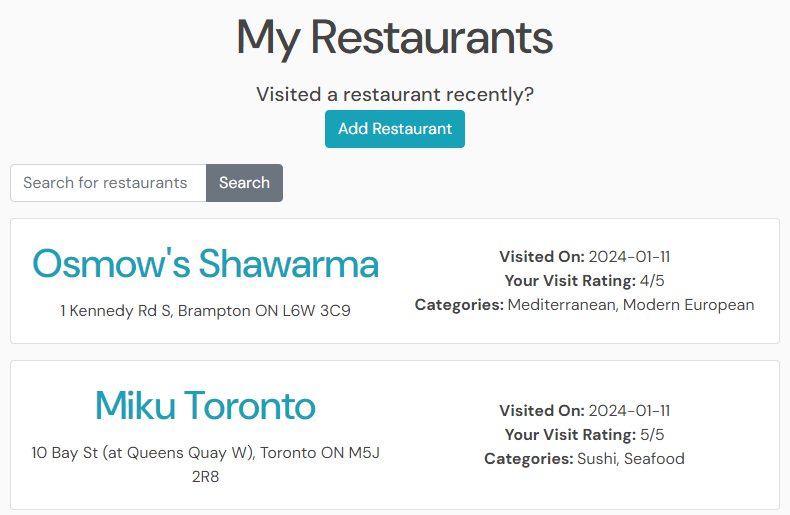 My Restaurants
Visited a restaurant recently?
Add Restaurant
Search for restaurants
Search
Osmow's Shawarma
1 Kennedy Rd S, Brampton ON L6W 3C9
Visited On: 2024-01-11
Your Visit Rating: 4/5
Categories: Mediterranean, Modern European
Miku Toronto
10 Bay St (at Queens Quay W), Toronto ON M5J
2R8
Visited On: 2024-01-11
Your Visit Rating: 5/5
Categories: Sushi, Seafood